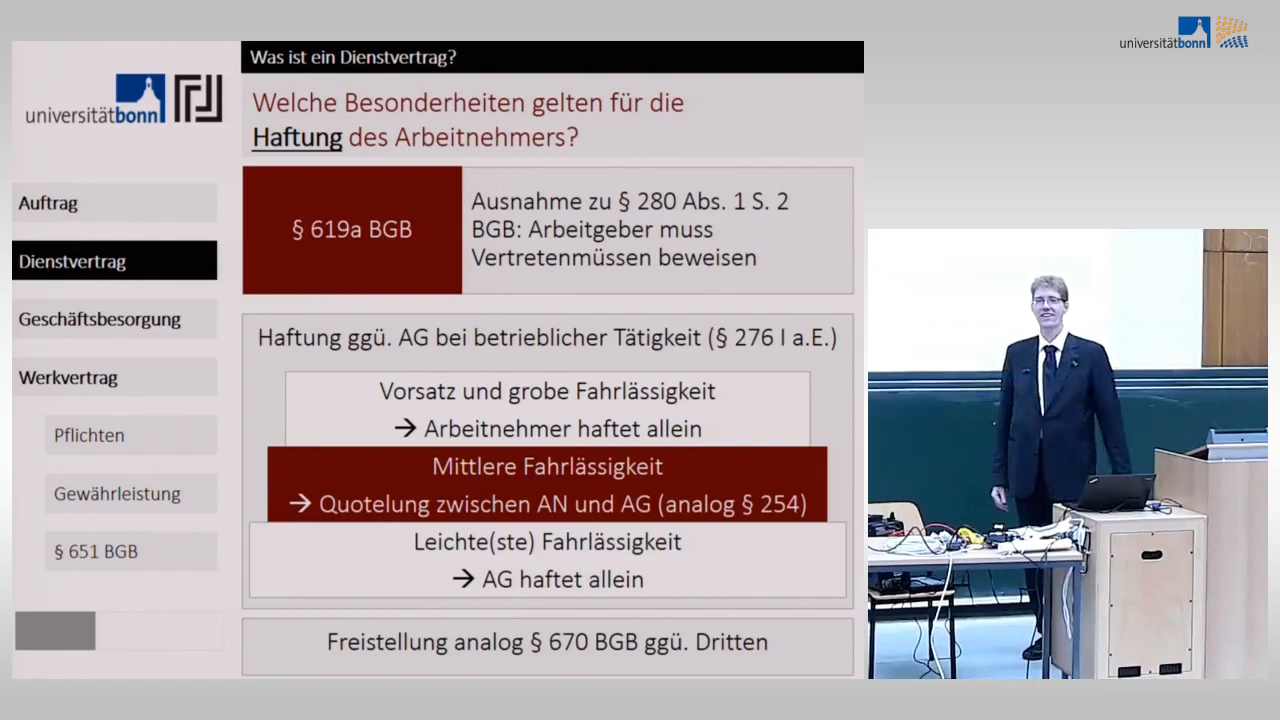 universitätbonn
universitätbonn
Auftrag
Dienstvertrag
Geschäftsbesorgung
Werkvertrag
Pflichten
Gewährleistung
§ 651 BGB
Was ist ein Dienstvertrag?
Welche Besonderheiten gelten für die
Haftung des Arbeitnehmers?
§ 619a BGB
Ausnahme zu § 280 Abs. 1 S. 2
BGB: Arbeitgeber muss
Vertretenmüssen beweisen
Haftung ggü. AG bei betrieblicher Tätigkeit (§ 276 I a.E.)
Vorsatz und grobe Fahrlässigkeit
→ Arbeitnehmer haftet allein
Mittlere Fahrlässigkeit
→ Quotelung zwischen AN und AG (analog § 254)
Leichte(ste) Fahrlässigkeit
→ AG haftet allein
Freistellung analog § 670 BGB ggü. Dritten